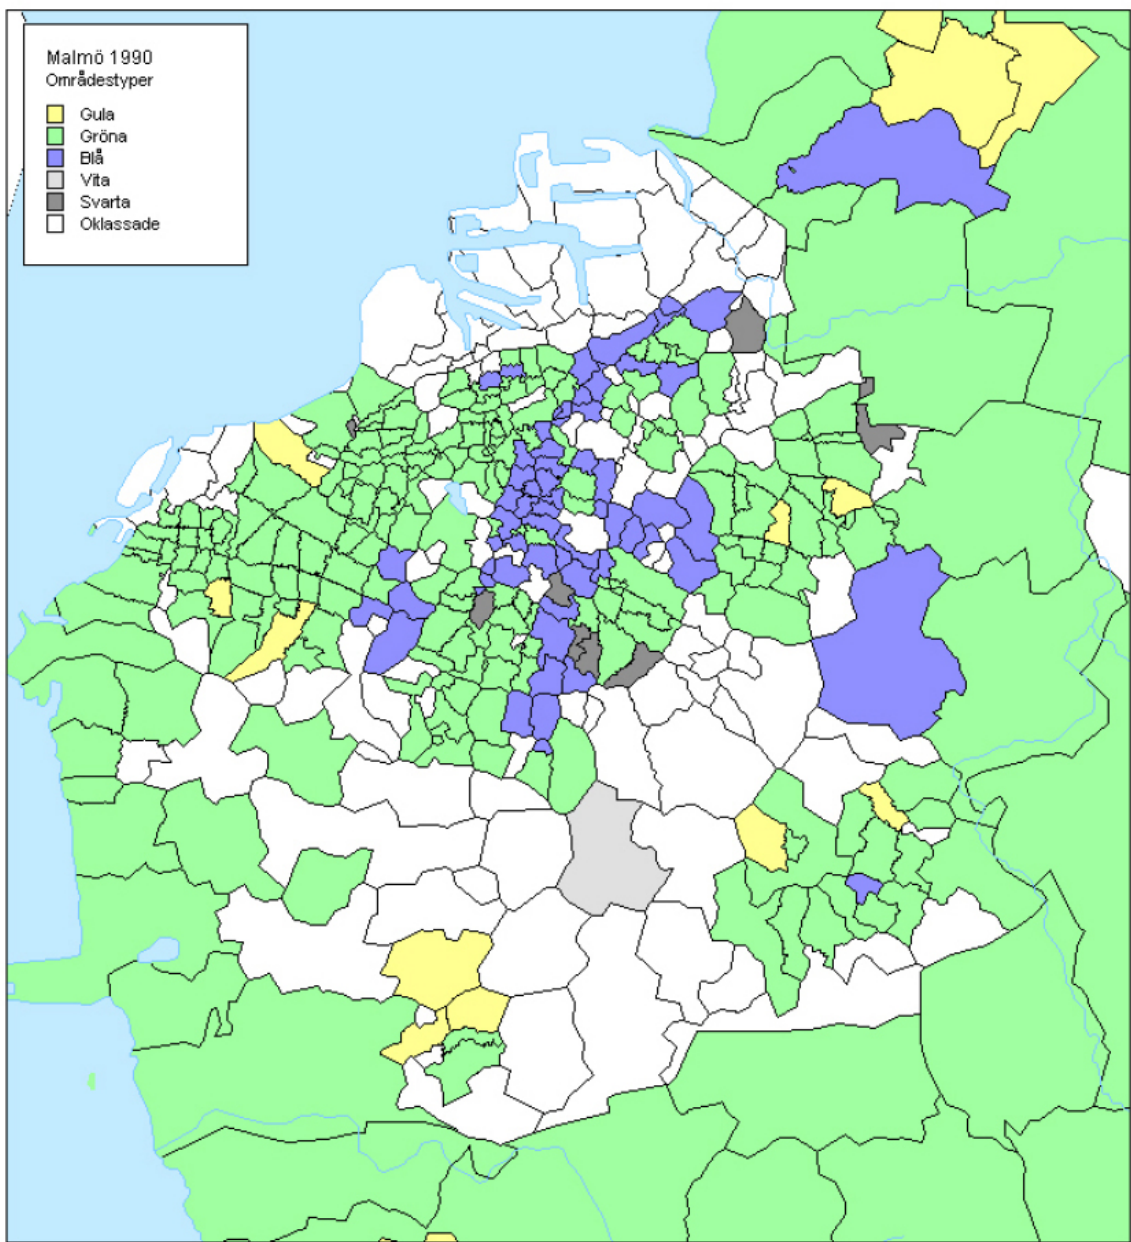 Malmö 1990
Områdestyper
Gula
Gröna
Blå
Vita
Svarta
Oklassade